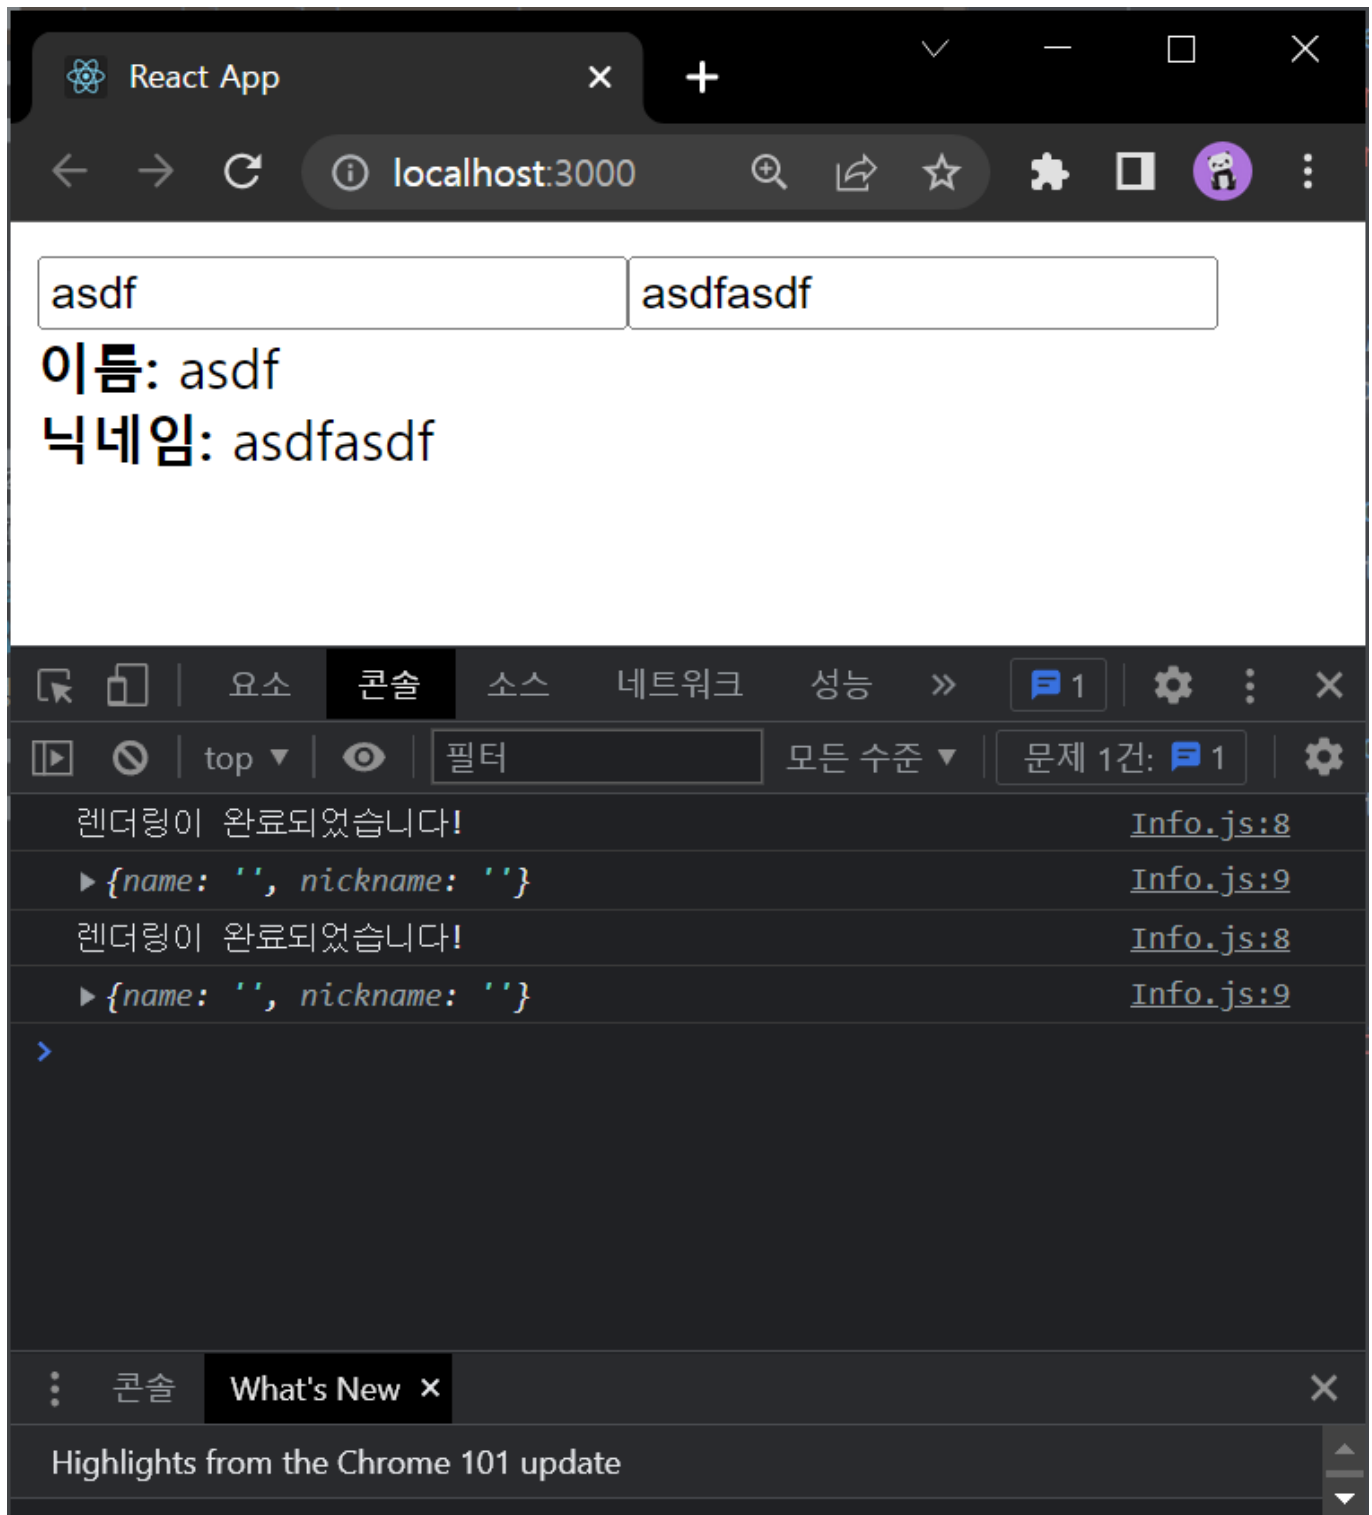 React App
localhost:3000
asdf asdfasdf
이름: asdf
닉네임: asdfasdf
요소 콘솔 소스 네트워크 성능 » 1
top ▼ 필터 모든 수준 ▼ 문제 1건: 1
렌더링이 완료되었습니다! Info.js:8
▶{name: '', nickname: ''} Info.js:9
렌더링이 완료되었습니다! Info.js:8
▶{name: '', nickname: ''} Info.js:9
>
콘솔 What's New ×
Highlights from the Chrome 101 update